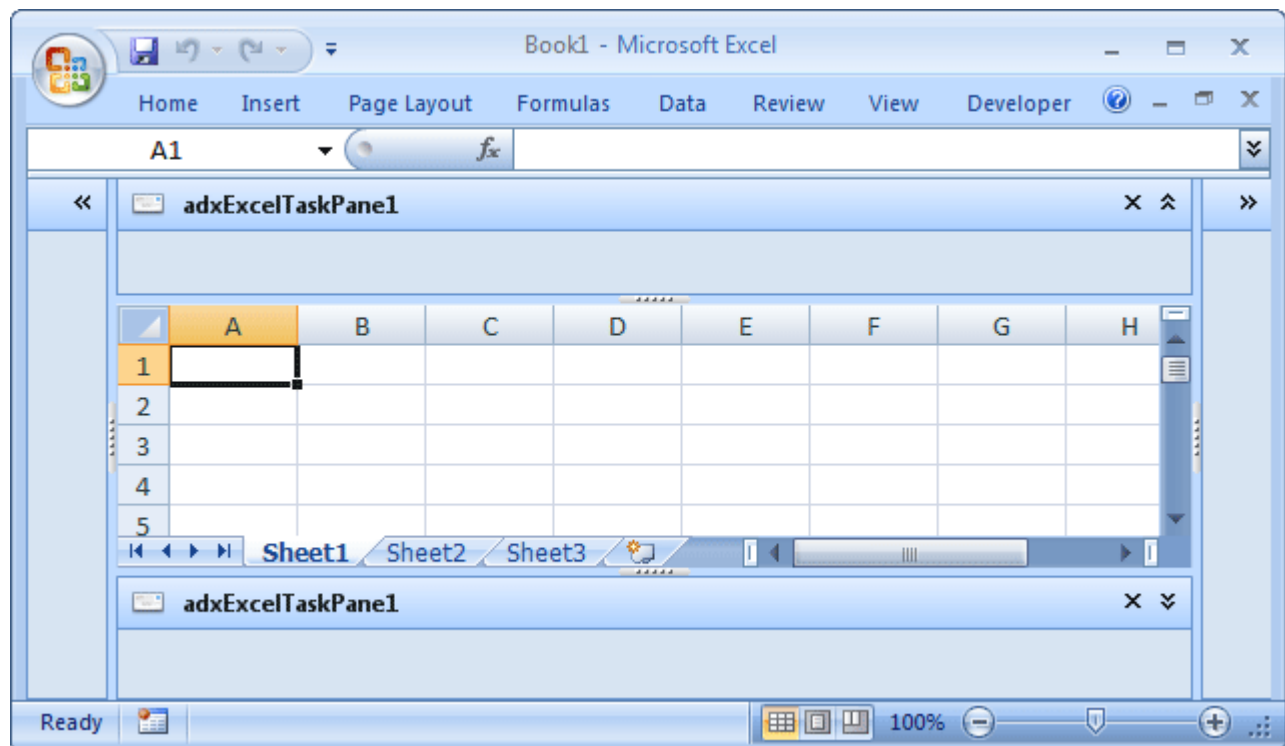 Book1 - Microsoft Excel
Home Insert Page Layout Formulas Data Review View Developer
A1 fx
« adxExcelTaskPane1 »
A B C D E F G H
1
2
3
4
5
Sheet1 Sheet2 Sheet3
adxExcelTaskPane1
Ready 100%